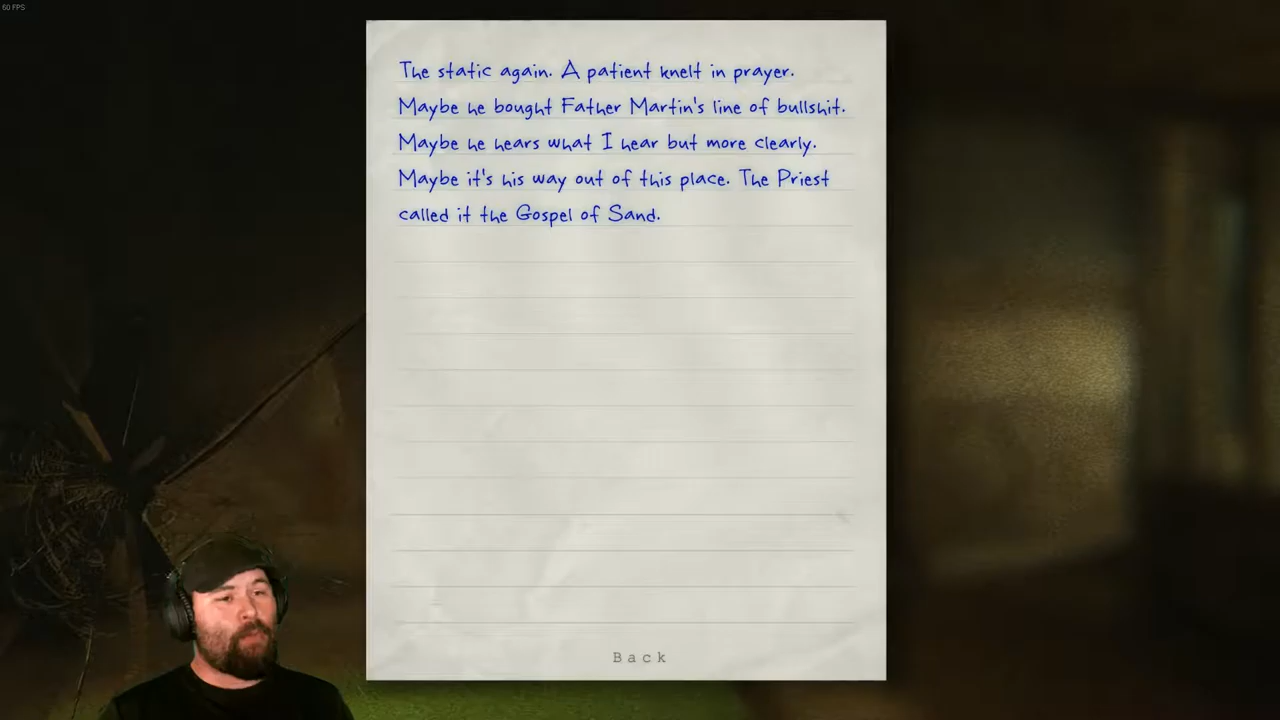 60 FPS
The static again. A patient knelt in prayer.
Maybe he bought Father Martin's line of bullshit.
Maybe he hears what I hear but more clearly.
Maybe it's his way out of this place. The Priest
called it the Gospel of Sand.
Back